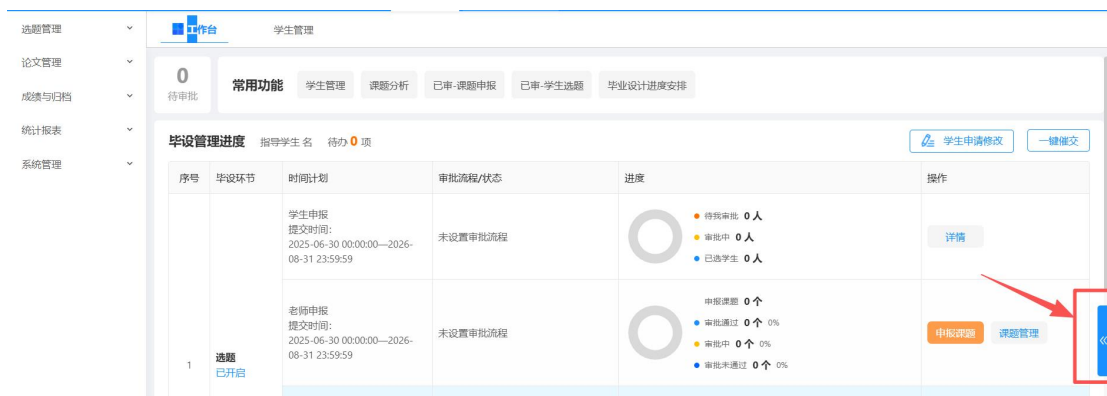 选题管理
论文管理
成绩与归档
统计报表
系统管理
工作台 学生管理
0
待审批
常用功能 学生管理 课题分析 已审-课题申报 已审-学生选题 毕业设计进度安排
毕设管理进度 指导学生 名 待办 0 项 学生申请修改 一键催交
序号 毕设环节 时间计划 审批流程/状态 进度 操作
1
选题
已开启
学生申报
提交时间:
2025-06-30 00:00:00—2026-
08-31 23:59:59
未设置审批流程
待我审批 0 人
审批中 0 人
已选学生 0 人
详情
老师申报
提交时间:
2025-06-30 00:00:00—2026-
08-31 23:59:59
未设置审批流程
申报课题 0 个
审批通过 0 个 0%
审批中 0 个 0%
审批未通过 0 个 0%
申报课题 课题管理
«